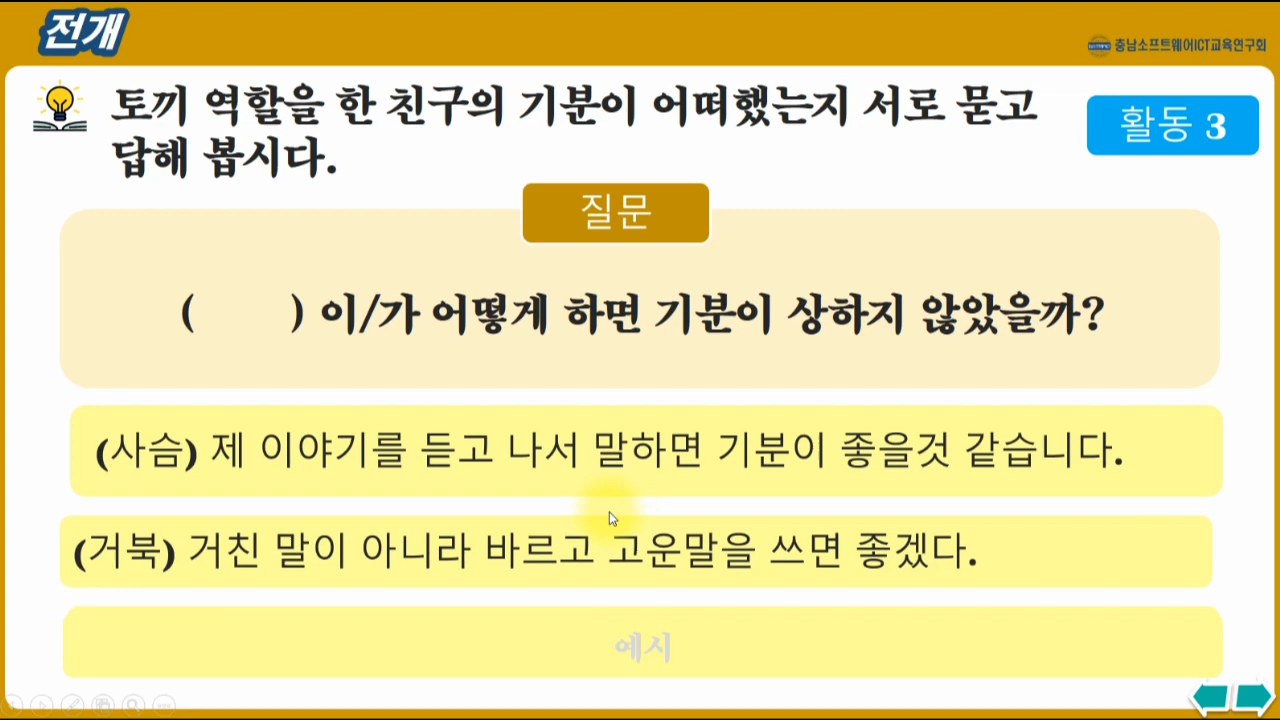 전개
충남소프트웨어ICT교육연구회
토끼 역할을 한 친구의 기분이 어떠했는지 서로 묻고
답해 봅시다.
활동 3
질문
(        ) 이/가 어떻게 하면 기분이 상하지 않았을까?
(사슴) 제 이야기를 듣고 나서 말하면 기분이 좋을것 같습니다.
(거북) 거친 말이 아니라 바르고 고운말을 쓰면 좋겠다.
예시